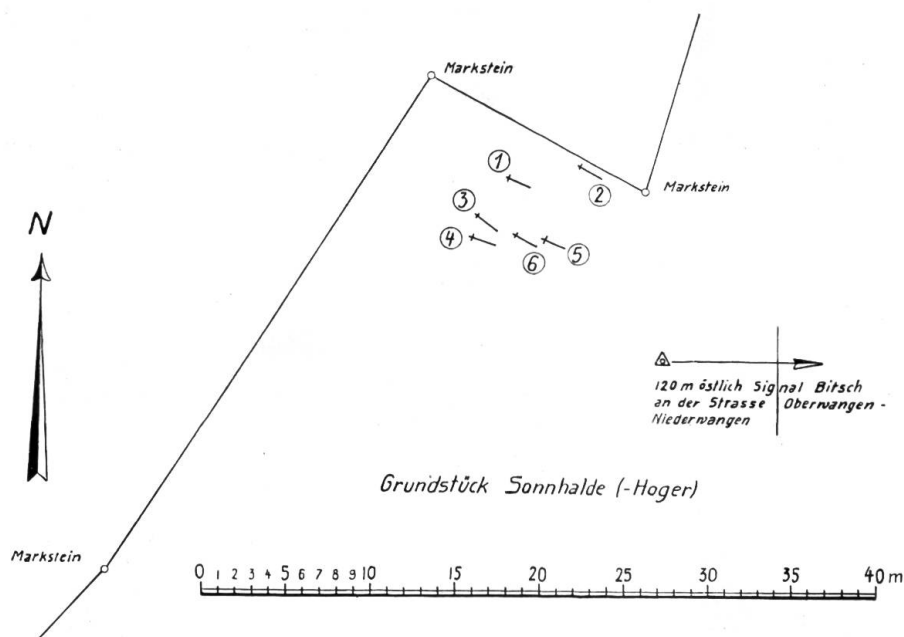 Markstein
Markstein
1
2
3
4
5
6
N
120 m östlich Signal Bitsch
an der Strasse Oberwangen -
Niederwangen
Grundstück Sonnhalde (-Hoger)
Markstein
0 1 2 3 4 5 6 7 8 9 10 15 20 25 30 35 40 m